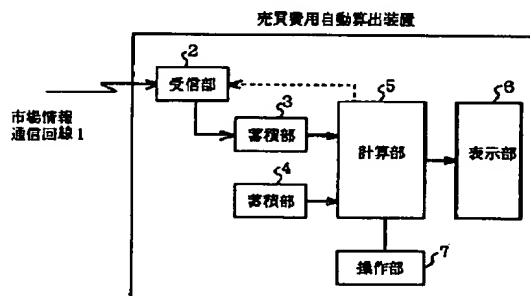 売買費用自動算出装置
2
受信部
市場情報
通信回線1
3
蓄積部
4
蓄積部
5
計算部
6
表示部
操作部
7